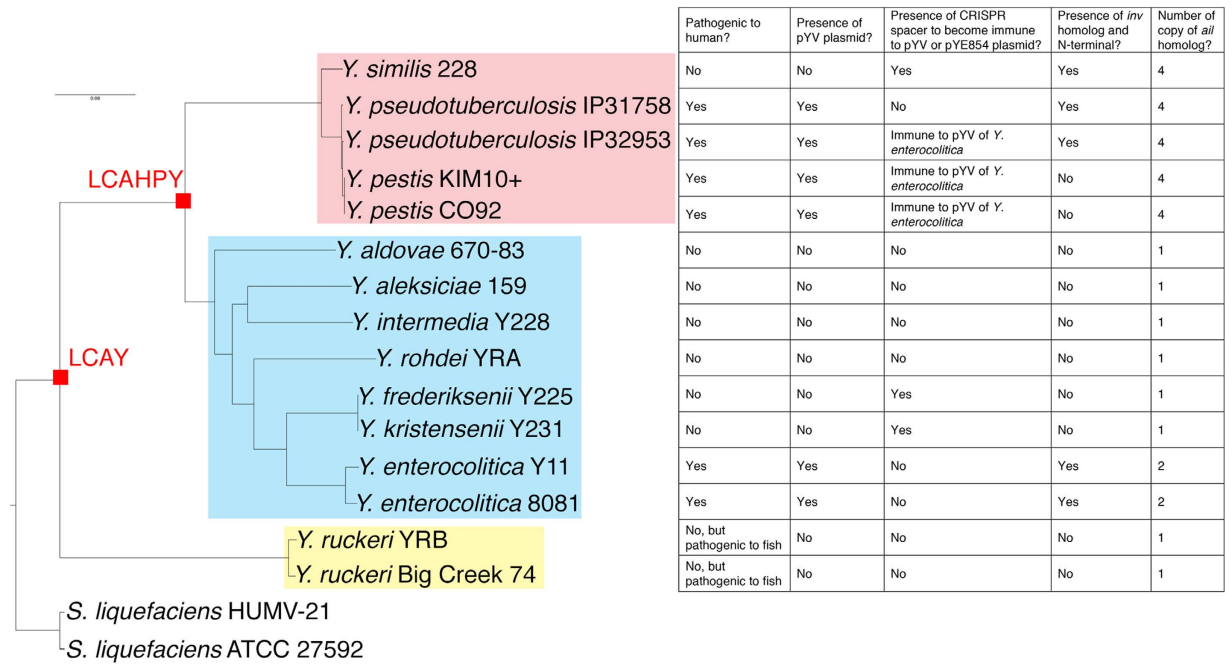 Pathogenic to human?
Presence of pYV plasmid?
Presence of CRISPR spacer to become immune to pYV or pYE854 plasmid?
Presence of inv homolog and N-terminal?
Number of copy of ail homolog?
0.08
LCAHPY
LCAY
Y. similis 228 No No Yes Yes 4
Y. pseudotuberculosis IP31758 Yes Yes No Yes 4
Y. pseudotuberculosis IP32953 Yes Yes Immune to pYV of Y. enterocolitica Yes 4
Y. pestis KIM10+ Yes Yes Immune to pYV of Y. enterocolitica No 4
Y. pestis CO92 Yes Yes Immune to pYV of Y. enterocolitica No 4
Y. aldovae 670-83 No No No No 1
Y. aleksiciae 159 No No No No 1
Y. intermedia Y228 No No No No 1
Y. rohdei YRA No No No No 1
Y. frederiksenii Y225 No No Yes No 1
Y. kristensenii Y231 No No Yes No 1
Y. enterocolitica Y11 Yes Yes No Yes 2
Y. enterocolitica 8081 Yes Yes No Yes 2
Y. ruckeri YRB No, but pathogenic to fish No No No 1
Y. ruckeri Big Creek 74 No, but pathogenic to fish No No No 1
S. liquefaciens HUMV-21
S. liquefaciens ATCC 27592